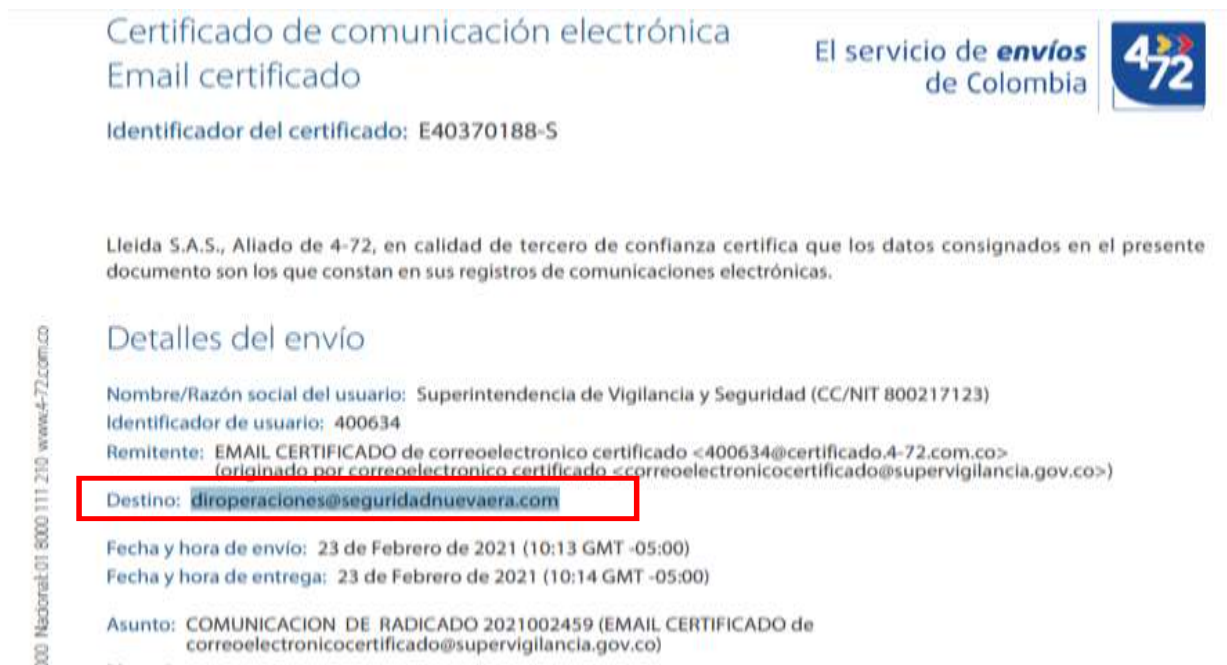 Certificado de comunicación electrónica
Email certificado
El servicio de envíos
de Colombia
4-72
Identificador del certificado: E40370188-S
Lleida S.A.S., Aliado de 4-72, en calidad de tercero de confianza certifica que los datos consignados en el presente
documento son los que constan en sus registros de comunicaciones electrónicas.
Detalles del envío
Nombre/Razón social del usuario: Superintendencia de Vigilancia y Seguridad (CC/NIT 800217123)
Identificador de usuario: 400634
Remitente: EMAIL CERTIFICADO de correoelectronico certificado <400634@certificado.4-72.com.co>
(originado por correoelectronico certificado <correoelectronicocertificado@supervigilancia.gov.co>)
Destino: diroperaciones@seguridadnuevaera.com
Fecha y hora de envío: 23 de Febrero de 2021 (10:13 GMT -05:00)
Fecha y hora de entrega: 23 de Febrero de 2021 (10:14 GMT -05:00)
Asunto: COMUNICACION DE RADICADO 2021002459 (EMAIL CERTIFICADO de
correoelectronicocertificado@supervigilancia.gov.co)
000 Nacional: 01 8000 111 210 www.4-72.com.co